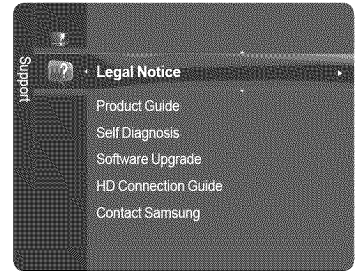 Support
Legal Notice
Product Guide
Self Diagnosis
Software Upgrade
HD Connection Guide
Contact Samsung